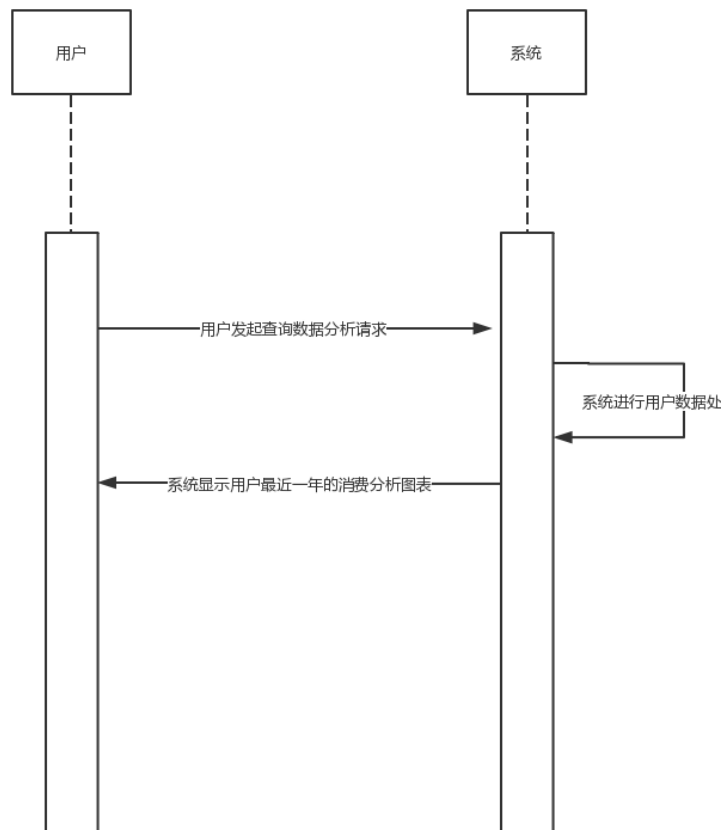 用户
系统
用户发起查询数据分析请求
系统进行用户数据处
系统显示用户最近一年的消费分析图表